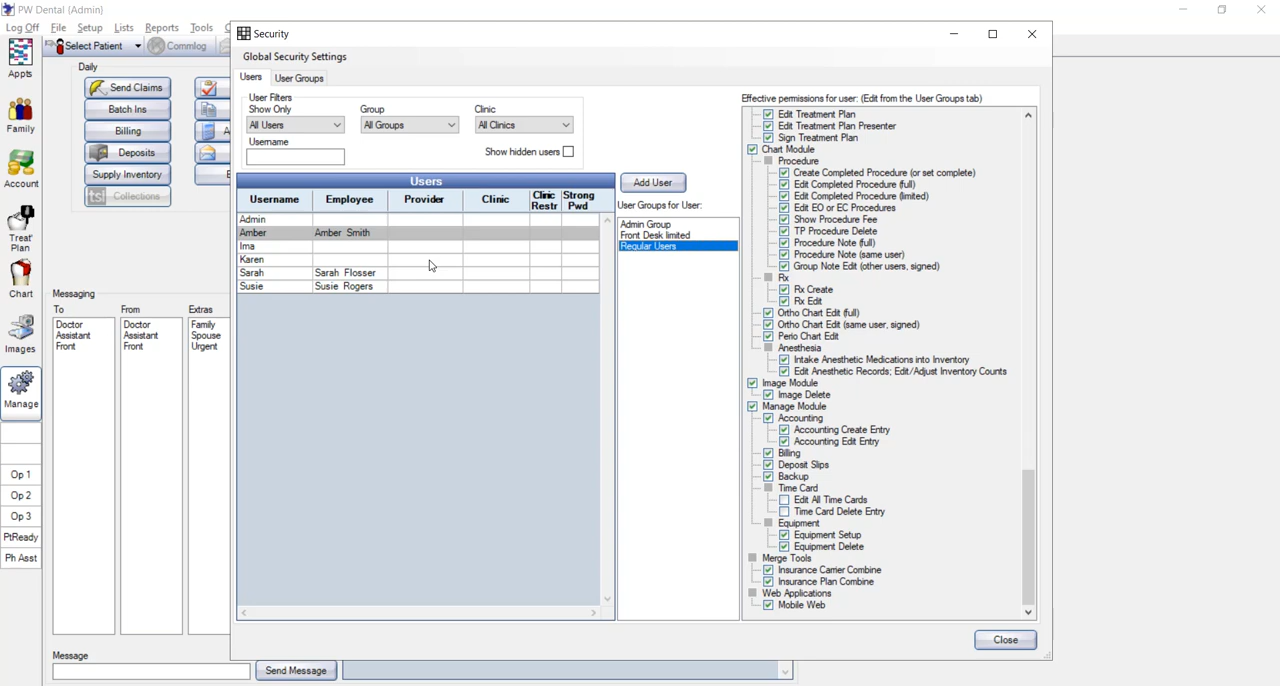 PW Dental (Admin)
Log Off File Setup Lists Reports Tools
Select Patient
Commlog
Appts
Family
Account
Treat'
Plan
Chart
Images
Manage
Op 1
Op 2
Op 3
PtReady
Ph Asst
Daily
Send Claims
Batch Ins
Billing
Deposits
Supply Inventory
tsi Collections
Messaging
To From Extras
Doctor Doctor Family
Assistant Assistant Spouse
Front Front Urgent
Message
Send Message
Security
Global Security Settings
Users User Groups
User Filters
Show Only Group Clinic
All Users All Groups All Clinics
Username
Show hidden users
Users
Username Employee Provider Clinic Clinic Restr Strong Pwd
Admin
Amber Amber Smith
Ima
Karen
Sarah Sarah Flosser
Susie Susie Rogers
Add User
User Groups for User:
Admin Group
Front Desk limited
Regular Users
Effective permissions for user: (Edit from the User Groups tab)
Edit Treatment Plan
Edit Treatment Plan Presenter
Sign Treatment Plan
Chart Module
Procedure
Create Completed Procedure (or set complete)
Edit Completed Procedure (full)
Edit Completed Procedure (limited)
Edit EO or EC Procedures
Show Procedure Fee
TP Procedure Delete
Procedure Note (full)
Procedure Note (same user)
Group Note Edit (other users, signed)
Rx
Rx Create
Rx Edit
Ortho Chart Edit (full)
Ortho Chart Edit (same user, signed)
Perio Chart Edit
Anesthesia
Intake Anesthetic Medications into Inventory
Edit Anesthetic Records; Edit/Adjust Inventory Counts
Image Module
Image Delete
Manage Module
Accounting
Accounting Create Entry
Accounting Edit Entry
Billing
Deposit Slips
Backup
Time Card
Edit All Time Cards
Time Card Delete Entry
Equipment
Equipment Setup
Equipment Delete
Merge Tools
Insurance Carrier Combine
Insurance Plan Combine
Web Applications
Mobile Web
Close